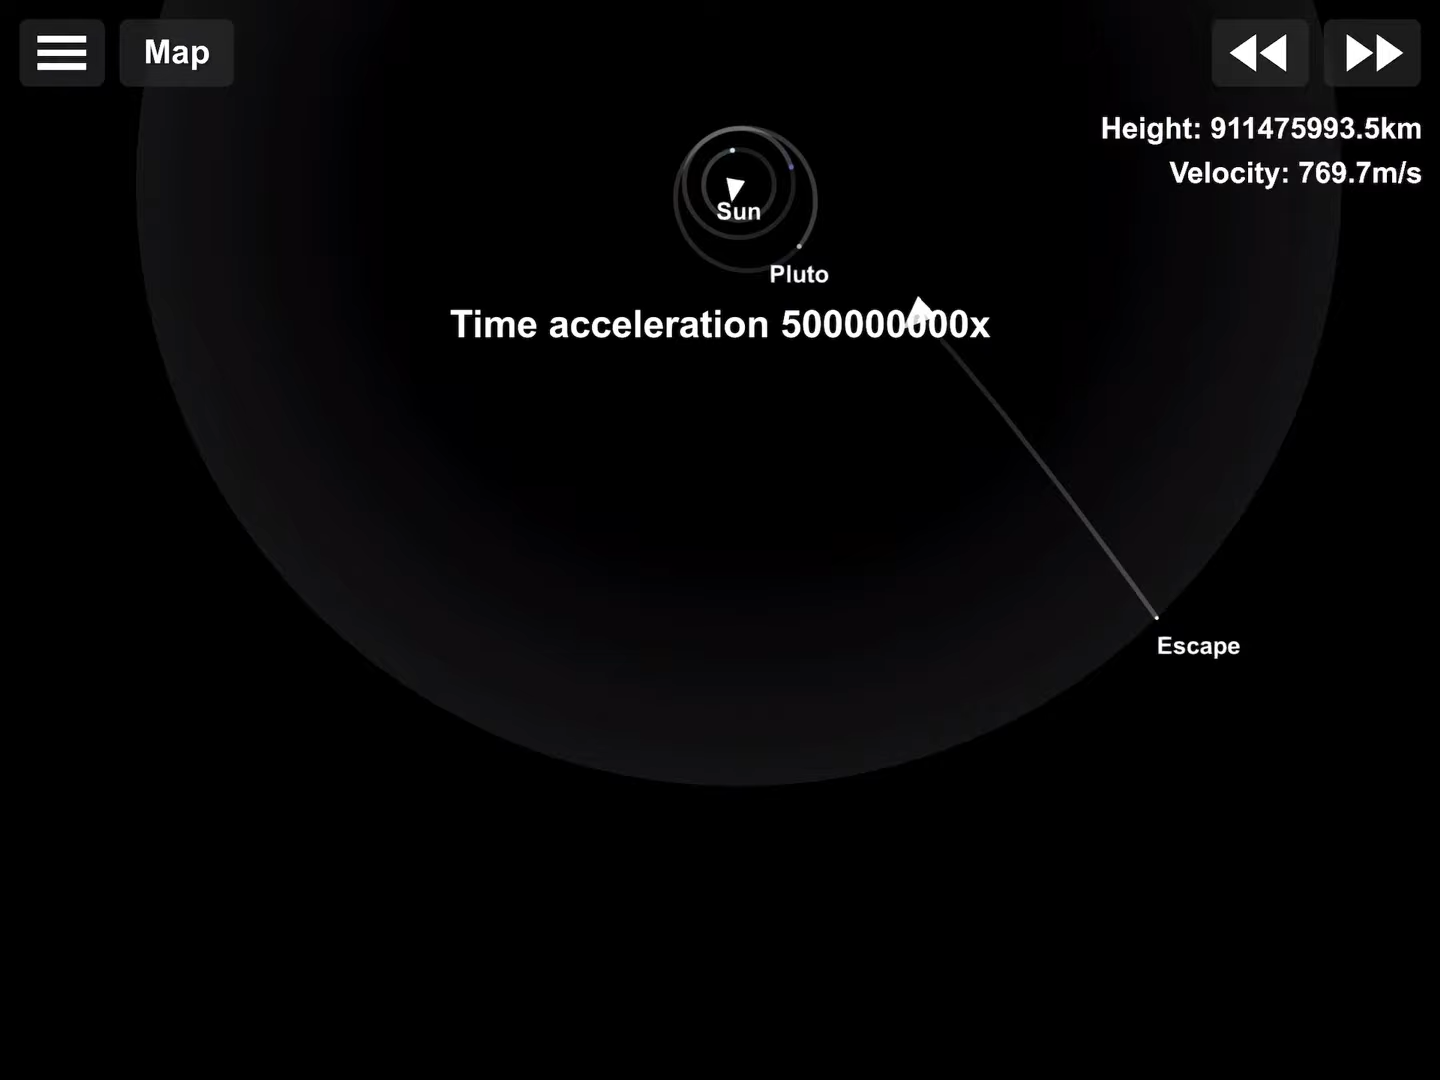 Map
Height: 911475993.5km
Velocity: 769.7m/s
Sun
Pluto
Time acceleration 500000000x
Escape